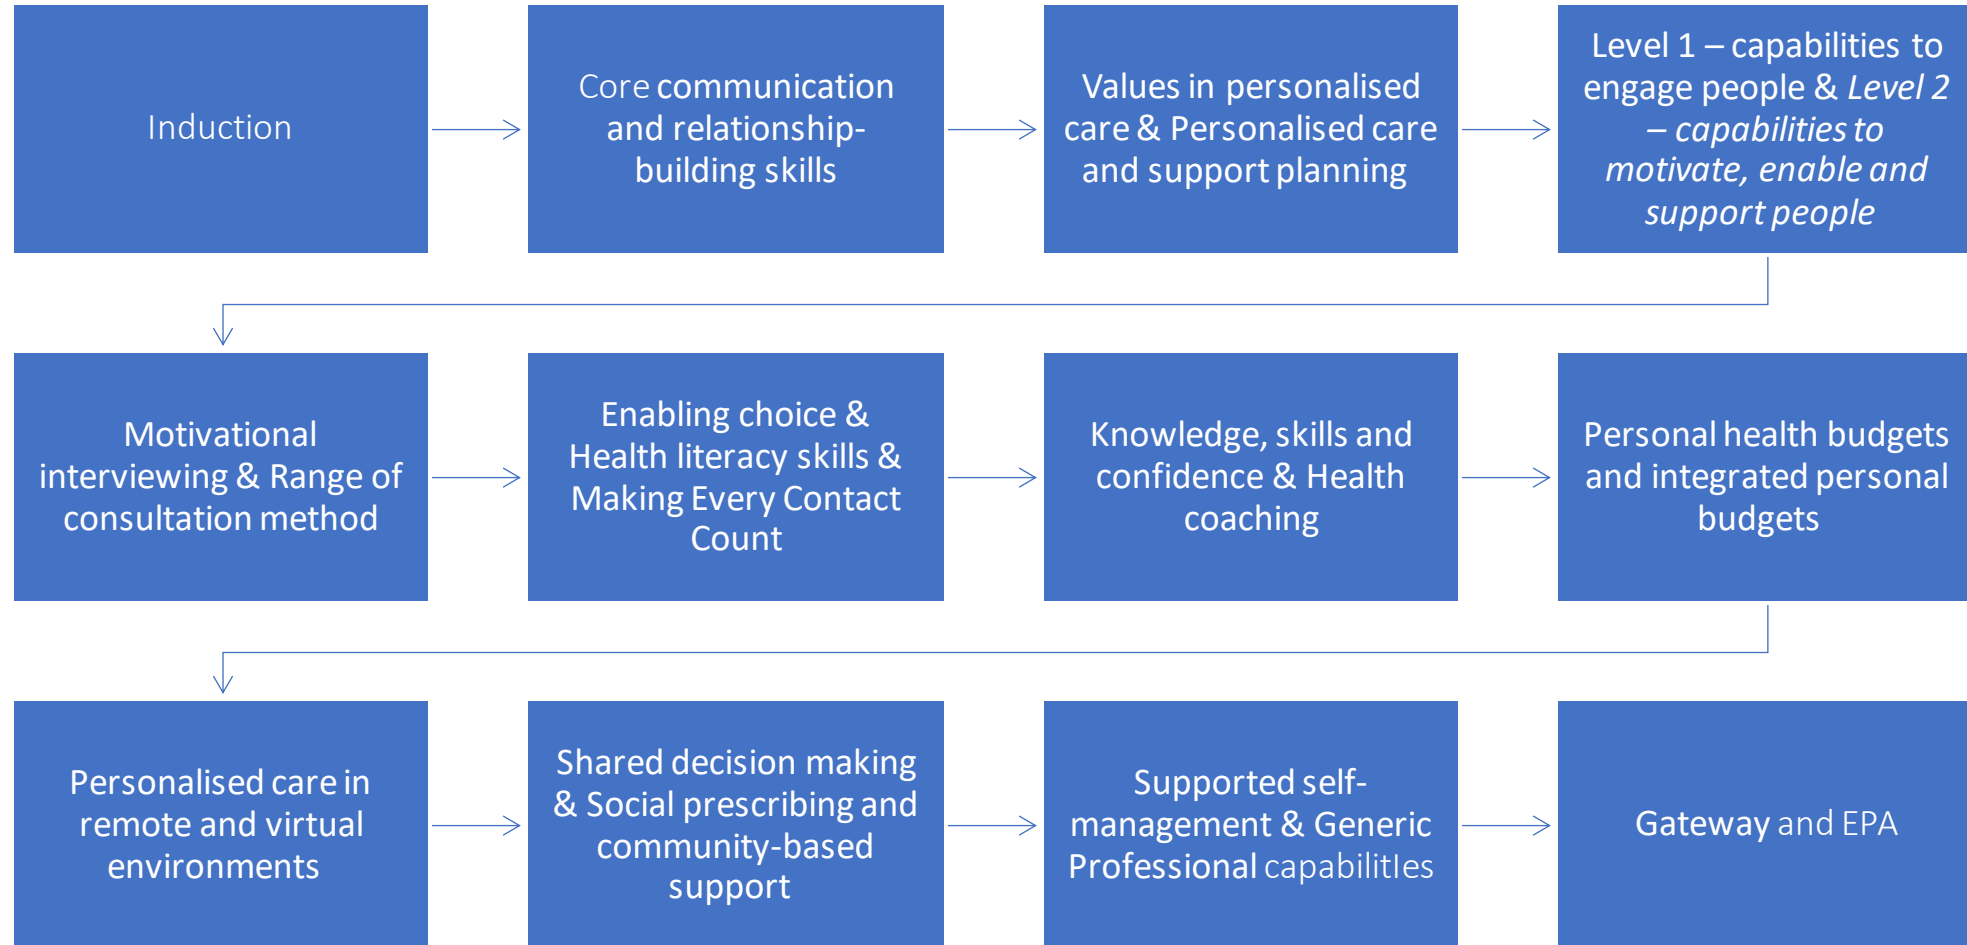 Induction
Core communication
and relationship-
building skills
Values in personalised
care & Personalised care
and support planning
Level 1 – capabilities to
engage people & Level 2
– capabilities to
motivate, enable and
support people
Motivational
interviewing & Range of
consultation method
Enabling choice &
Health literacy skills &
Making Every Contact
Count
Knowledge, skills and
confidence & Health
coaching
Personal health budgets
and integrated personal
budgets
Personalised care in
remote and virtual
environments
Shared decision making
& Social prescribing and
community-based
support
Supported self-
management & Generic
Professional capabilitIes
Gateway and EPA